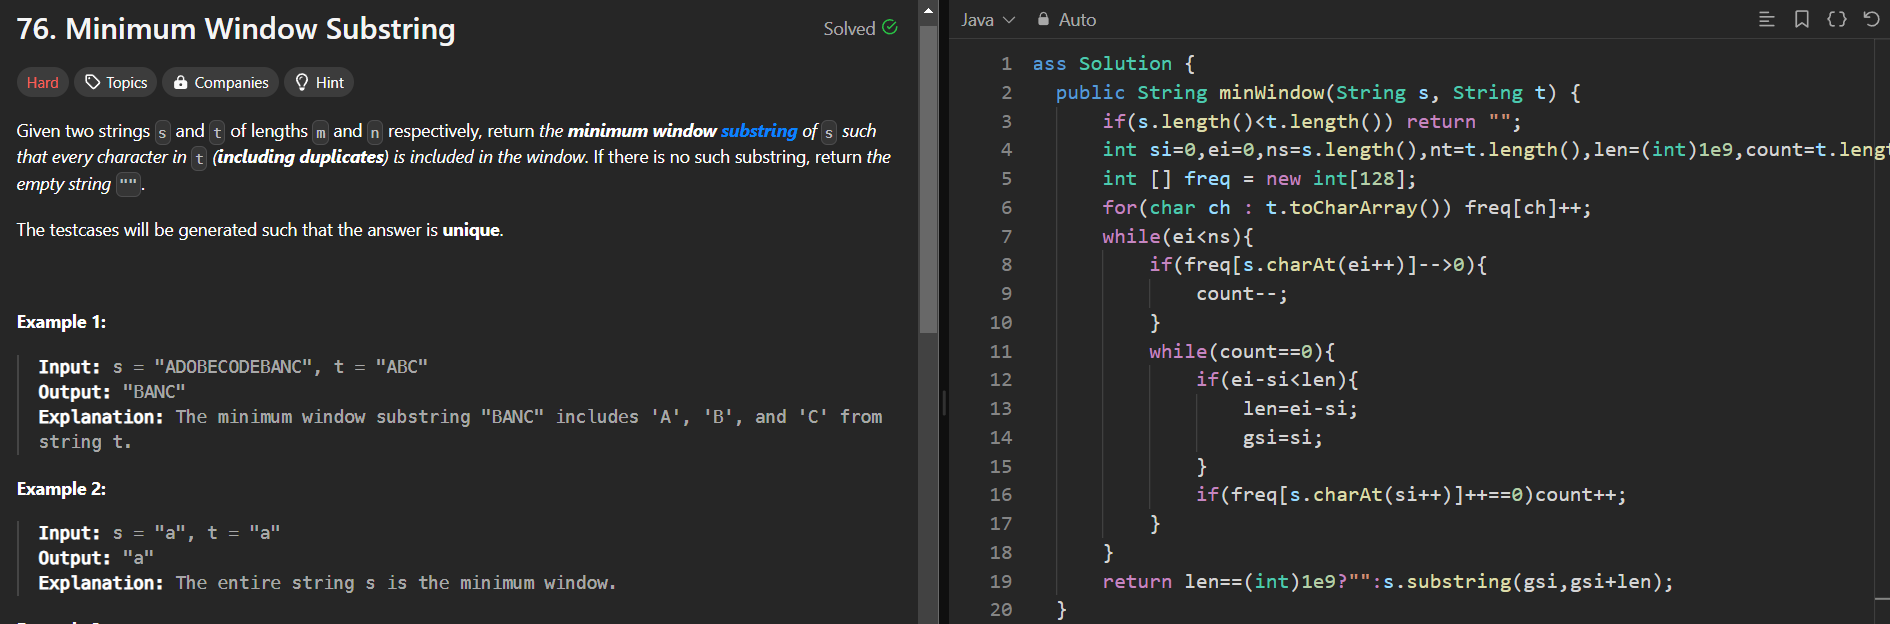 76. Minimum Window Substring
Solved
Hard Topics Companies Hint
Given two strings s and t of lengths m and n respectively, return the minimum window substring of s such
that every character in t (including duplicates) is included in the window. If there is no such substring, return the
empty string "".
The testcases will be generated such that the answer is unique.
Example 1:
Input: s = "ADOBECODEBANC", t = "ABC"
Output: "BANC"
Explanation: The minimum window substring "BANC" includes 'A', 'B', and 'C' from
string t.
Example 2:
Input: s = "a", t = "a"
Output: "a"
Explanation: The entire string s is the minimum window.
Java Auto
1 ass Solution {
2 public String minWindow(String s, String t) {
3 if(s.length()<t.length()) return "";
4 int si=0,ei=0,ns=s.length(),nt=t.length(),len=(int)1e9,count=t.lengt
5 int [] freq = new int[128];
6 for(char ch : t.toCharArray()) freq[ch]++;
7 while(ei<ns){
8 if(freq[s.charAt(ei++)]-->0){
9 count--;
10 }
11 while(count==0){
12 if(ei-si<len){
13 len=ei-si;
14 gsi=si;
15 }
16 if(freq[s.charAt(si++)]++==0)count++;
17 }
18 }
19 return len==(int)1e9?"":s.substring(gsi,gsi+len);
20 }